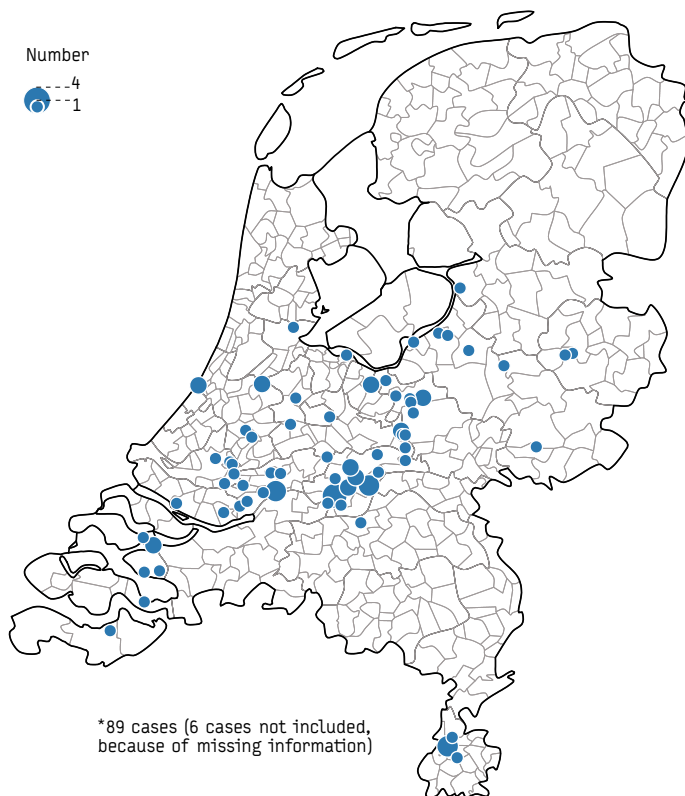 Number
4
1
*89 cases (6 cases not included,
because of missing information)